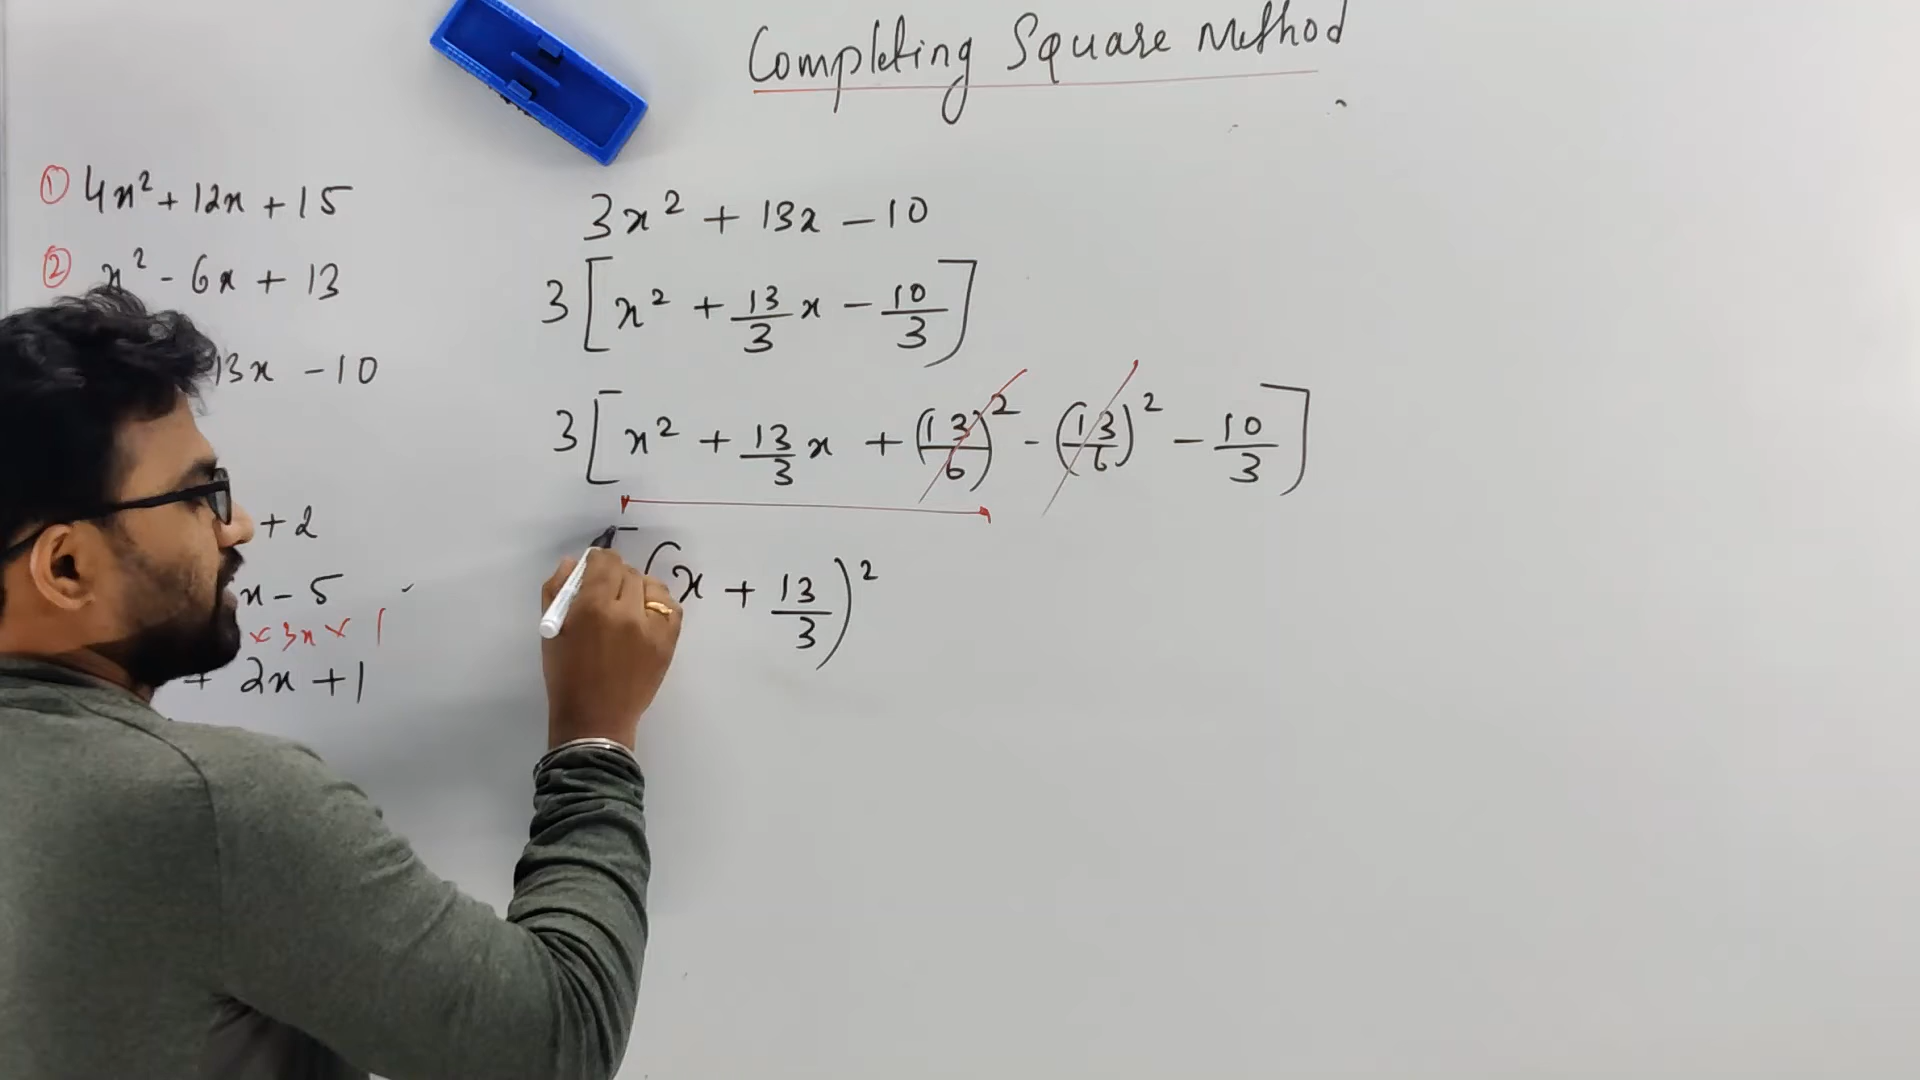 Completing Square Method
① 4x² + 12x + 15
② x² - 6x + 13
13x - 10
+ 2
x - 5
x 3x x 1
+ 2x + 1
3x² + 13x - 10
3[x² + 13/3 x - 10/3]
3[x² + 13/3 x + (13/6)² - (13/6)² - 10/3]
(x + 13/3)²